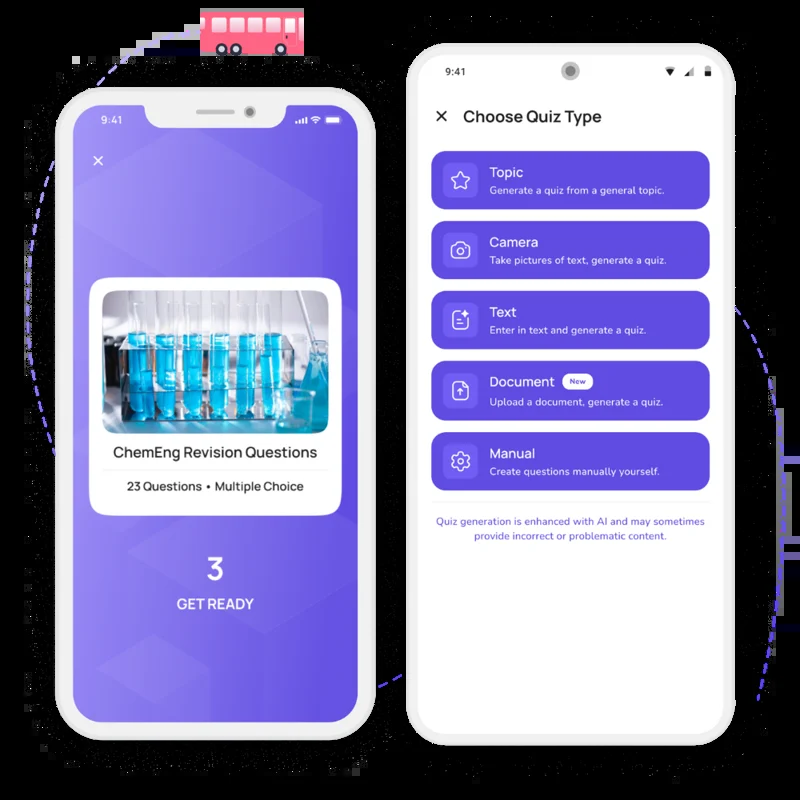 9:41
ChemEng Revision Questions
23 Questions • Multiple Choice
3
GET READY
9:41
Choose Quiz Type
Topic
Generate a quiz from a general topic.
Camera
Take pictures of text, generate a quiz.
Text
Enter in text and generate a quiz.
Document New
Upload a document, generate a quiz.
Manual
Create questions manually yourself.
Quiz generation is enhanced with AI and may sometimes
provide incorrect or problematic content.